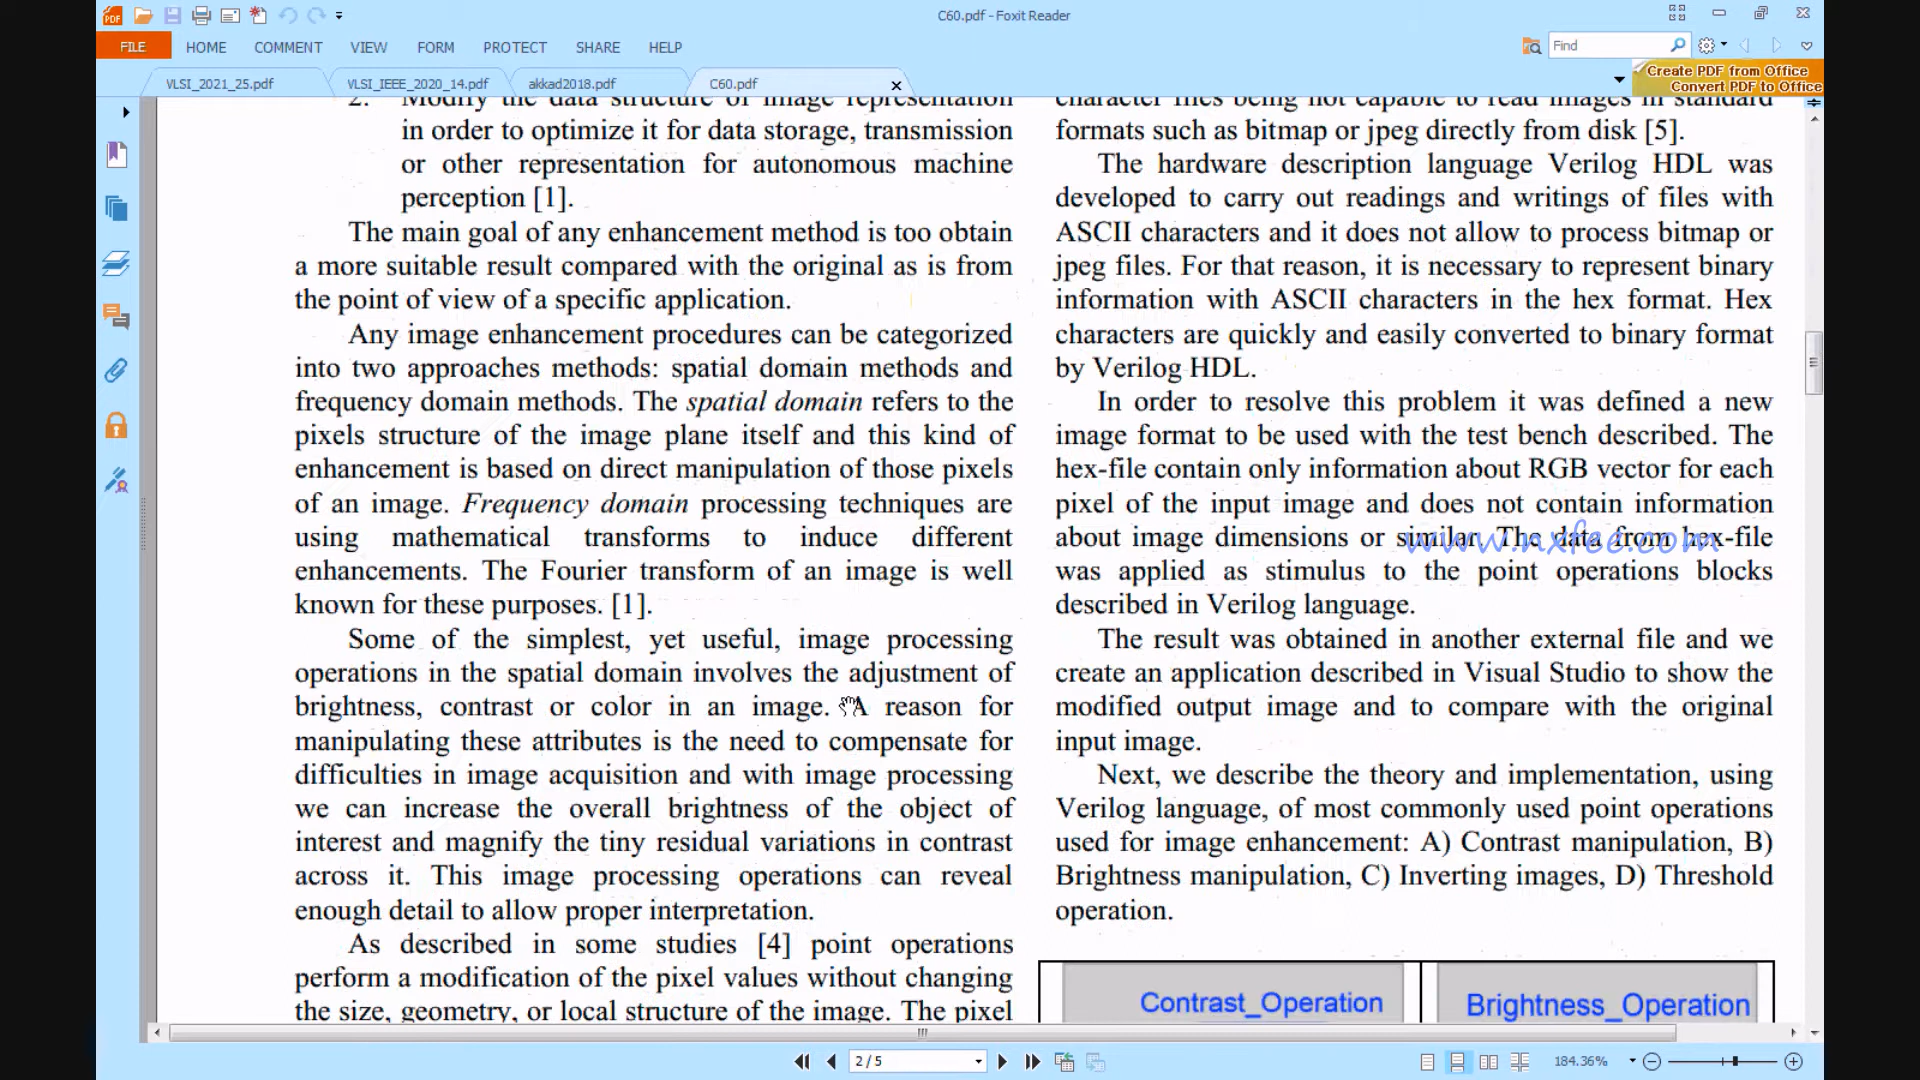 C60.pdf - Foxit Reader
FILE
HOME
COMMENT
VIEW
FORM
PROTECT
SHARE
HELP
Find
VLSI_2021_25.pdf
VLSI_IEEE_2020_14.pdf
akkad2018.pdf
C60.pdf
Create PDF from Office
Convert PDF to Office
2. Modify the data structure of image representation
in order to optimize it for data storage, transmission
or other representation for autonomous machine
perception [1].
The main goal of any enhancement method is too obtain
a more suitable result compared with the original as is from
the point of view of a specific application.
Any image enhancement procedures can be categorized
into two approaches methods: spatial domain methods and
frequency domain methods. The spatial domain refers to the
pixels structure of the image plane itself and this kind of
enhancement is based on direct manipulation of those pixels
of an image. Frequency domain processing techniques are
using mathematical transforms to induce different
enhancements. The Fourier transform of an image is well
known for these purposes. [1].
Some of the simplest, yet useful, image processing
operations in the spatial domain involves the adjustment of
brightness, contrast or color in an image. A reason for
manipulating these attributes is the need to compensate for
difficulties in image acquisition and with image processing
we can increase the overall brightness of the object of
interest and magnify the tiny residual variations in contrast
across it. This image processing operations can reveal
enough detail to allow proper interpretation.
As described in some studies [4] point operations
perform a modification of the pixel values without changing
the size, geometry, or local structure of the image. The pixel
character files being not capable to read images in standard
formats such as bitmap or jpeg directly from disk [5].
The hardware description language Verilog HDL was
developed to carry out readings and writings of files with
ASCII characters and it does not allow to process bitmap or
jpeg files. For that reason, it is necessary to represent binary
information with ASCII characters in the hex format. Hex
characters are quickly and easily converted to binary format
by Verilog HDL.
In order to resolve this problem it was defined a new
image format to be used with the test bench described. The
hex-file contain only information about RGB vector for each
pixel of the input image and does not contain information
about image dimensions or similar. The data from hex-file
www.nxfee.com
was applied as stimulus to the point operations blocks
described in Verilog language.
The result was obtained in another external file and we
create an application described in Visual Studio to show the
modified output image and to compare with the original
input image.
Next, we describe the theory and implementation, using
Verilog language, of most commonly used point operations
used for image enhancement: A) Contrast manipulation, B)
Brightness manipulation, C) Inverting images, D) Threshold
operation.
Contrast_Operation
Brightness_Operation
2 / 5
184.36%